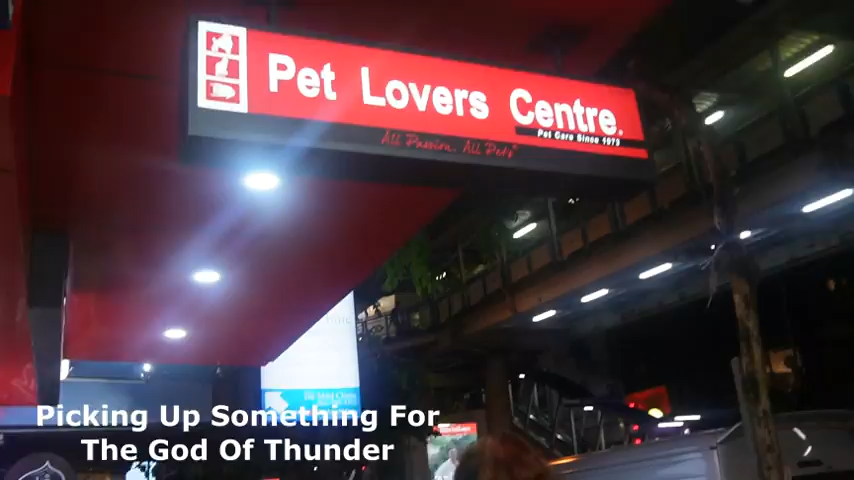 Pet Lovers Centre.
Pet Care Since 1973
All Passion. All Pets
Picking Up Something For
The God Of Thunder